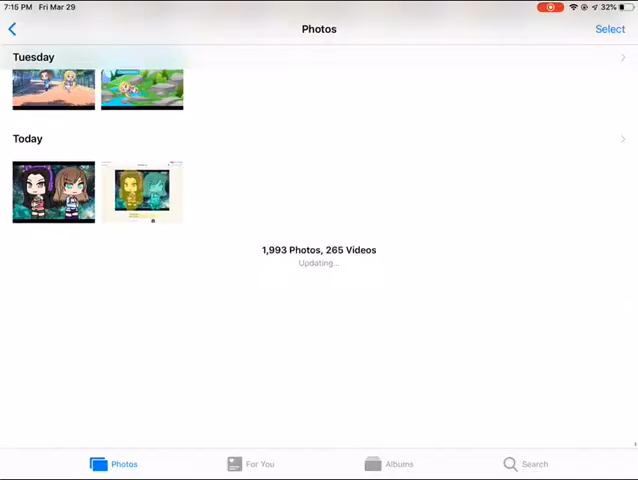 7:15 PM Fri Mar 29 32%
Photos Select
Tuesday
Today
1,993 Photos, 265 Videos
Updating...
Photos For You Albums Search